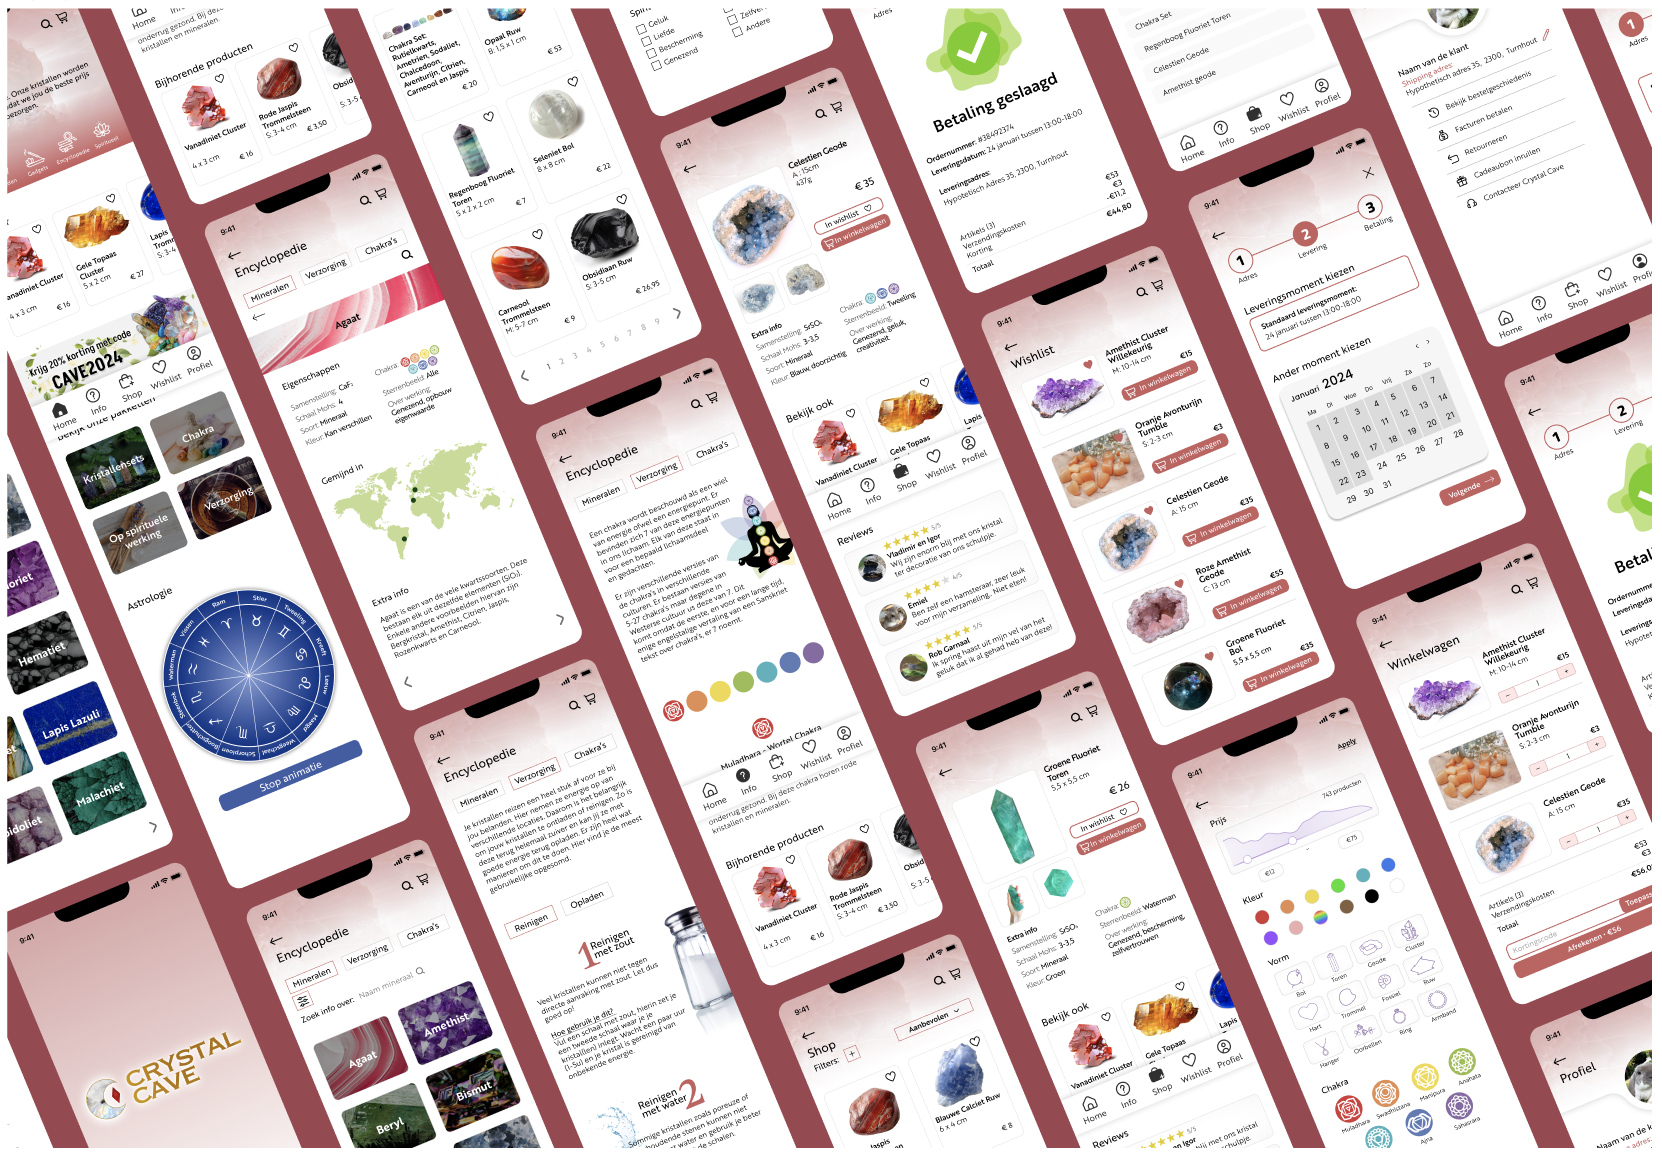 . Onze kristallen worden
dat we jou de beste prijs
bezorgen.
Gadgets
Encyclopedie
Spiritueel
anadiniet Cluster
4 x 3 cm
€ 16
Gele Topaas
Cluster
5 x 2 cm
€ 27
Lapis
Trom
S: 3-4
Krijg 20% korting met code
CAVE2024
Home
Info
Shop
Wishlist
Profiel
Bekijk onze pakketten
Kristallensets
Chakra
Op spirituele
werking
Verzorging
Astrologie
Ram
Stier
Tweeling
Kreeft
Leeuw
Maagd
Weegschaal
Schorpioen
Boogschutter
Steenbok
Waterman
Vissen
Stop animatie
oriet
Hematiet
Lapis Lazuli
Malachiet
pidoliet
9:41
CRYSTAL
CAVE
Home
Info
onderrug gezond. Bij deze
kristallen en mineralen.
Bijhorende producten
Vanadiniet Cluster
4 x 3 cm
€ 16
Rode Jaspis
Trommelsteen
S: 3-4 cm
€ 3,50
Obsid
S: 3-5
9:41
Encyclopedie
Mineralen
Verzorging
Chakra's
Agaat
Eigenschappen
Samenstelling: CaF₂
Schaal Mohs: 4
Soort: Mineraal
Kleur: Kan verschillen
Chakra:
Sterrenbeeld: Alle
Over werking:
Genezend, opbouw
eigenwaarde
Gemijnd in
Extra info
Agaat is een van de vele kwartssoorten. Deze
bestaan elk uit dezelfde elementen (SiO₂).
Enkele andere voorbeelden hiervan zijn
Bergkristal, Amethist, Citrien, Jaspis,
Rozenkwarts en Carneool.
9:41
Encyclopedie
Mineralen
Verzorging
Chakra's
Zoek info over:
Naam mineraal
Agaat
Amethist
Beryl
Bismut
Chakra Set:
Rutielkwarts,
Ametrien, Sodaliet,
Chalcedoon,
Aventurijn, Citrien,
Carneool en Jaspis
€ 20
Opaal Ruw
B: 1,5 x 1 cm
€ 53
Regenboog Fluoriet
Toren
5 x 2 x 2 cm
€ 7
Seleniet Bol
8 x 8 cm
€ 22
Carneool
Trommelsteen
M: 5-7 cm
€ 9
Obsidiaan Ruw
S: 3-5 cm
€ 26,95
1 2 3 4 5 6 7 8 9
9:41
Encyclopedie
Mineralen
Verzorging
Chakra's
Een chakra wordt beschouwd als een wiel
van energie ofwel een energiepunt. Er
bevinden zich 7 van deze energiepunten
in ons lichaam. Elk van deze staat in
voor een bepaald lichaamsdeel
en gedachten.
Er zijn verschillende versies van
de chakra's in verschillende
culturen. Er bestaan versies van
5-27 chakra's maar degene in
Westerse cultuur us deze van 7. Dit
komt omdat de eerste, en voor een lange tijd,
enige engelstalige vertaling van een Sanskriet
tekst over chakra's, er 7 noemt.
Muladhara - Wortel Chakra
Home
Info
Shop
Wishlist
Profiel
onderrug gezond. Bij deze chakra horen rode
kristallen en mineralen.
Bijhorende producten
Vanadiniet Cluster
4 x 3 cm
€ 16
Rode Jaspis
Trommelsteen
S: 3-4 cm
€ 3,50
Obsid
S: 3-5
9:41
Encyclopedie
Mineralen
Verzorging
Chakra's
Je kristallen reizen een heel stuk af voor ze bij
jou belanden. Hier nemen ze energie op van
verschillende locaties. Daarom is het belangrijk
om jouw kristallen te ontladen of reinigen. Zo is
deze terug helemaal zuiver en kan jij ze met
goede energie terug opladen. Er zijn heel wat
manieren om dit te doen. Hier vind je de meest
gebruikelijke opgesomd.
Reinigen
Opladen
1
Reinigen
met zout
Veel kristallen kunnen niet tegen
directe aanraking met zout. Let dus
goed op!
Hoe gebruik je dit?
Vul een schaal met zout, hierin zet je
een tweede schaal waar je je
kristal(len) inlegt. Wacht een paar uur
(1-5u) en je kristal is gereinigd van
onbekende energie.
Reinigen
met water
2
Sommige kristallen zoals poreuze of
houdende stenen kunnen niet
water en gebruik je beter
de schalen.
Geluk
Liefde
Bescherming
Genezend
Zelfver
Andere
9:41
Celestien Geode
A: 15cm
437g
€ 35
In wishlist
In winkelwagen
Extra info
Samenstelling: SrSO₄
Schaal Mohs: 3-3,5
Soort: Mineraal
Kleur: Blauw, doorzichtig
Chakra:
Sterrenbeeld: Tweeling
Over werking:
Genezend, geluk,
creativiteit
Bekijk ook
Vanadiniet Cluster
Gele Topaas
Lapis
Home
Info
Shop
Wishlist
Profiel
Reviews
5/5
Vladimir en Igor
Wij zijn enorm blij met ons kristal
ter decoratie van ons schulpje.
4/5
Emiel
Ben zelf een hamsteraar, zeer leuk
voor mijn verzameling. Niet eten!
5/5
Rob Garnaal
Ik spring haast uit mijn vel van het
geluk dat ik al gehad heb van deze!
9:41
Shop
Filters:
+
Aanbevolen
Jaspis
Blauwe Calciet Ruw
6 x 4 cm
€ 8
Adres
Betaling geslaagd
Ordernummer: #38492374
Leveringsdatum: 24 januari tussen 13:00-18:00
Leveringsadres:
Hypotetisch Adres 35, 2300, Turnhout
Artikels (3)
€53
Verzendingskosten
€3
Korting
-€11,2
Totaal
€44,80
9:41
Wishlist
Amethist Cluster
Willekeurig
M: 10-14 cm
€15
In winkelwagen
Oranje Avonturijn
Tumble
S: 2-3 cm
€3
In winkelwagen
Celestien Geode
A: 15 cm
€35
In winkelwagen
Roze Amethist
Geode
C: 13 cm
€55
In winkelwagen
Groene Fluoriet
Bol
5,5 x 5,5 cm
€35
In winkelwagen
9:41
Groene Fluoriet
Toren
5,5 x 5,5 cm
€ 26
In wishlist
In winkelwagen
Extra info
Samenstelling: SrSO₄
Schaal Mohs: 3-3,5
Soort: Mineraal
Kleur: Groen
Chakra:
Sterrenbeeld: Waterman
Over werking:
Genezend, bescherming,
zelfvertrouwen
Bekijk ook
Vanadiniet Cluster
Gele Topaas
Lapis
Home
Info
Shop
Wishlist
Profiel
Reviews
5/5
en Igor
blij met ons kristal
schulpje.
Chakra Set
Regenboog Fluoriet Toren
Celestien Geode
Ametist geode
Home
Info
Shop
Wishlist
Profiel
9:41
1
Adres
2
Levering
3
Betaling
Leveringsmoment kiezen
Standaard leveringsmoment:
24 januari tussen 13:00-18:00
Ander moment kiezen
Januari 2024
Ma Di Woe Do Vrij Za Zo
1 2 3 4 5 6 7
8 9 10 11 12 13 14
15 16 17 18 19 20 21
22 23 24 25 26 27 28
29 30 31
Volgende
9:41
Apply
Prijs
743 producten
€12
-
€75
Kleur
Vorm
Bol
Toren
Geode
Cluster
Hart
Trommel
Fossiel
Ruw
Hanger
Oorbellen
Ring
Armband
Chakra
Muladhara
Swadhistana
Manipura
Anahata
Ajna
Sahasrara
Naam van de klant
Shipping adres:
Hypotetisch adres 35, 2300, Turnhout
Bekijk bestelgeschiedenis
Facturen betalen
Retourneren
Cadeaubon inruilen
Contacteer Crystal Cave
Home
Info
Shop
Wishlist
Profiel
9:41
Winkelwagen
Amethist Cluster
Willekeurig
M: 10-14 cm
€15
- 1 +
Oranje Avonturijn
Tumble
S: 2-3 cm
€3
- 1 +
Celestien Geode
A: 15 cm
€35
- 1 +
Artikels (3)
€53
Verzendingskosten
€3
Totaal
€56,0
Kortingscode
Toepass
Afrekenen · €56
9:41
Profiel
Naam van de k
adres:
1
Adres
9:41
1
Adres
2
Levering
Betal
Ordernumme
Leveringsda
Levering
Hypot